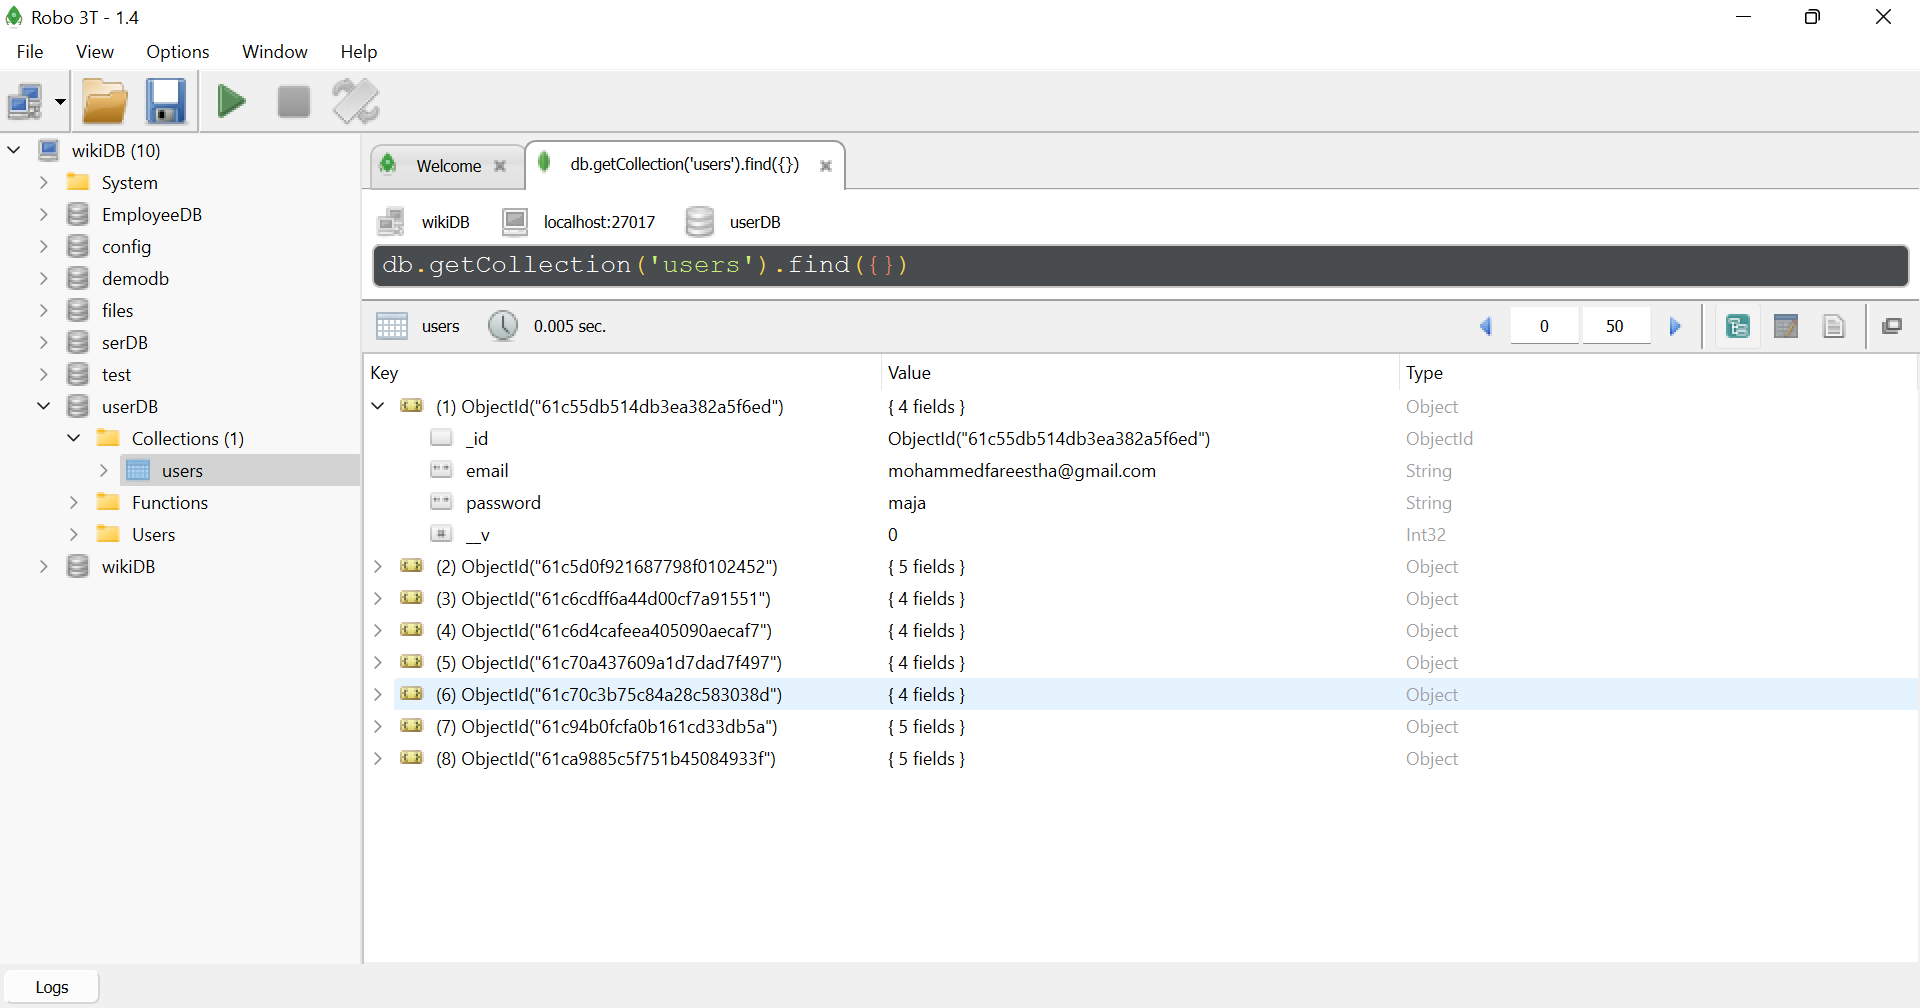 Robo 3T - 1.4
File View Options Window Help
wikiDB (10)
System
EmployeeDB
config
demodb
files
serDB
test
userDB
Collections (1)
users
Functions
Users
wikiDB
Welcome db.getCollection('users').find({})
wikiDB localhost:27017 userDB
db.getCollection('users').find({})
users 0.005 sec. 0 50
Key Value Type
(1) ObjectId("61c55db514db3ea382a5f6ed") { 4 fields } Object
_id ObjectId("61c55db514db3ea382a5f6ed") ObjectId
email mohammedfareestha@gmail.com String
password maja String
__v 0 Int32
(2) ObjectId("61c5d0f921687798f0102452") { 5 fields } Object
(3) ObjectId("61c6cdff6a44d00cf7a91551") { 4 fields } Object
(4) ObjectId("61c6d4cafeea405090aecaf7") { 4 fields } Object
(5) ObjectId("61c70a437609a1d7dad7f497") { 4 fields } Object
(6) ObjectId("61c70c3b75c84a28c583038d") { 4 fields } Object
(7) ObjectId("61c94b0fcfa0b161cd33db5a") { 5 fields } Object
(8) ObjectId("61ca9885c5f751b45084933f") { 5 fields } Object
Logs